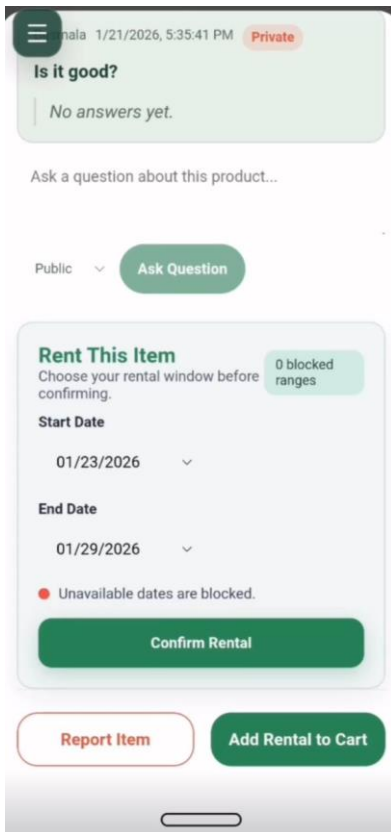 1/21/2026, 5:35:41 PM Private
Is it good?
No answers yet.
Ask a question about this product...
Public Ask Question
Rent This Item
0 blocked ranges
Choose your rental window before confirming.
Start Date
01/23/2026
End Date
01/29/2026
Unavailable dates are blocked.
Confirm Rental
Report Item Add Rental to Cart